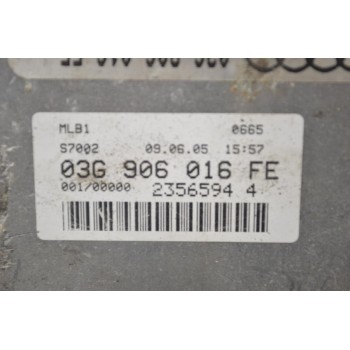 MLB1 0665
S7002 09.06.05 15:57
03G 906 016 FE
001/00000 2356594 4